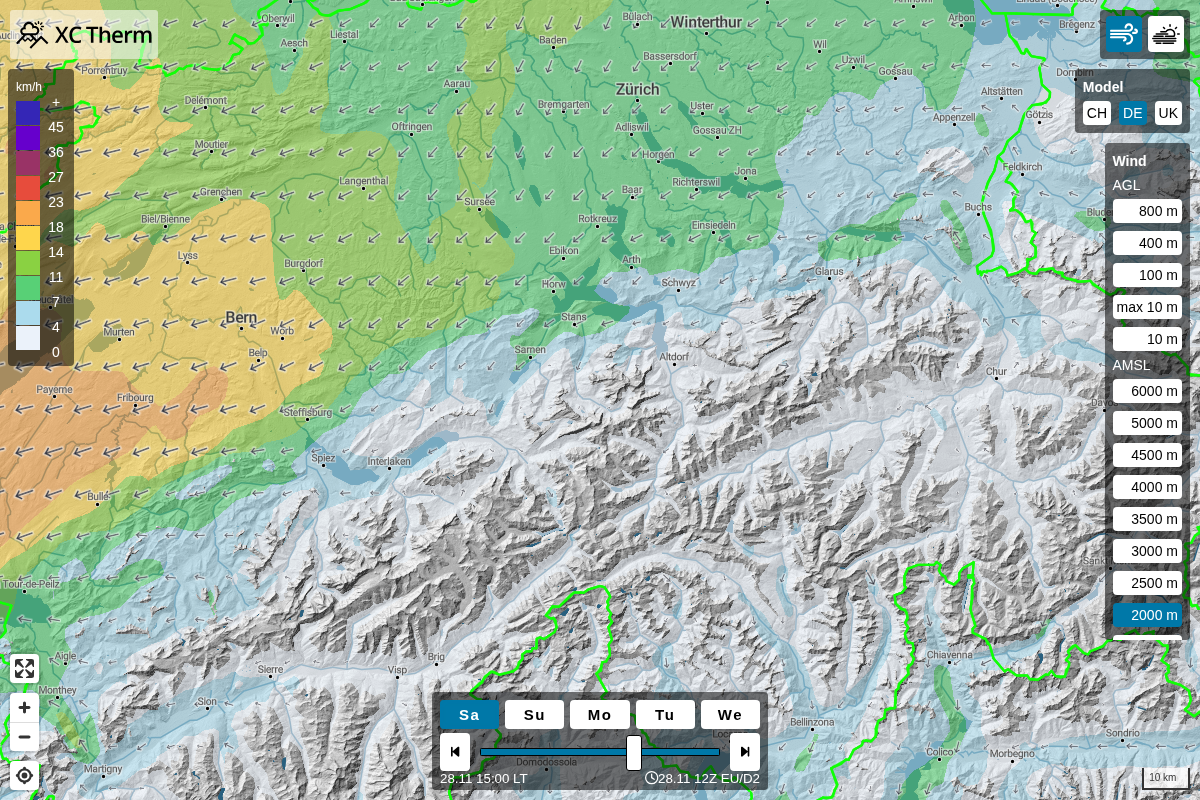 XC Therm
km/h
+
45
36
27
23
18
14
11
7
4
0
Model
CH DE UK
Wind
AGL
800 m
400 m
100 m
max 10 m
10 m
AMSL
6000 m
5000 m
4500 m
4000 m
3500 m
3000 m
2500 m
2000 m
Oberwil
Liestal
Aesch
Porrentruy
Delémont
Moutier
Grenchen
Biel/Bienne
Lyss
Burgdorf
Bern
Worb
Belp
Murten
Payerne
Fribourg
Steffisburg
Spiez
Interlaken
Bulle
Tour-de-Peilz
Aigle
Monthey
Martigny
Sion
Sierre
Visp
Brig
Bülach
Winterthur
Baden
Bassersdorf
Wil
Uzwil
Gossau
Arbon
Bregenz
Dornbirn
Altstätten
Götzis
Appenzell
Feldkirch
Buchs
Aarau
Zürich
Bremgarten
Uster
Oftringen
Adliswil
Gossau ZH
Horgen
Langenthal
Richterswil
Jona
Baar
Sursee
Rotkreuz
Einsiedeln
Ebikon
Arth
Horw
Schwyz
Glarus
Stans
Sarnen
Altdorf
Chur
Chiavenna
Bellinzona
Domodossola
Colico
Morbegno
Sondrio
Sa Su Mo Tu We
28.11 15:00 LT
28.11 12Z EU/D2
10 km